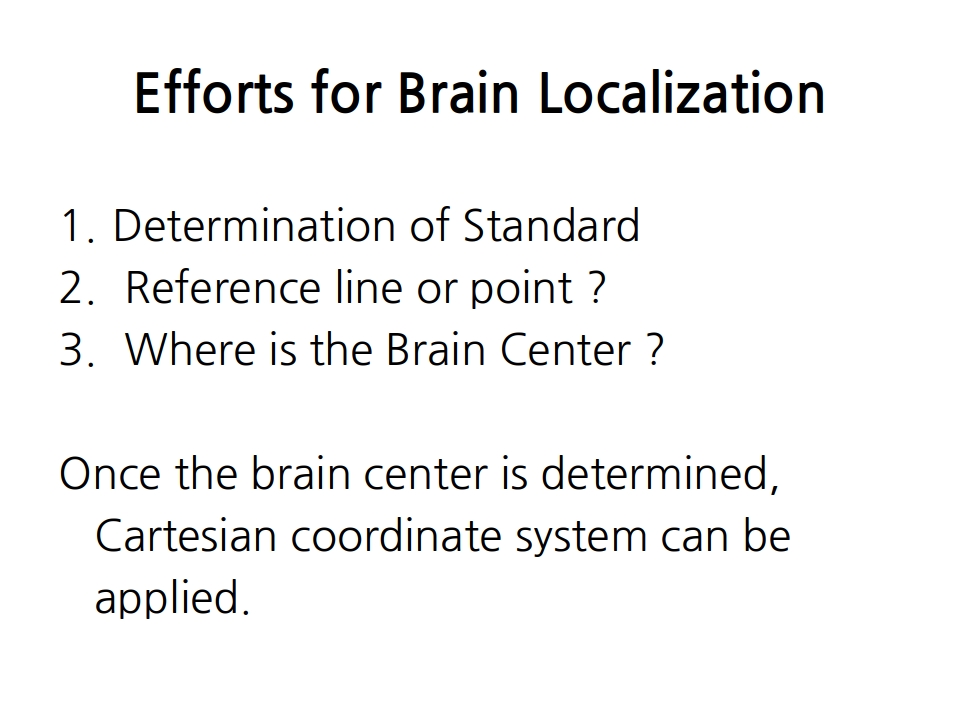 Efforts for Brain Localization
1. Determination of Standard
2. Reference line or point ?
3. Where is the Brain Center ?
Once the brain center is determined,
Cartesian coordinate system can be
applied.